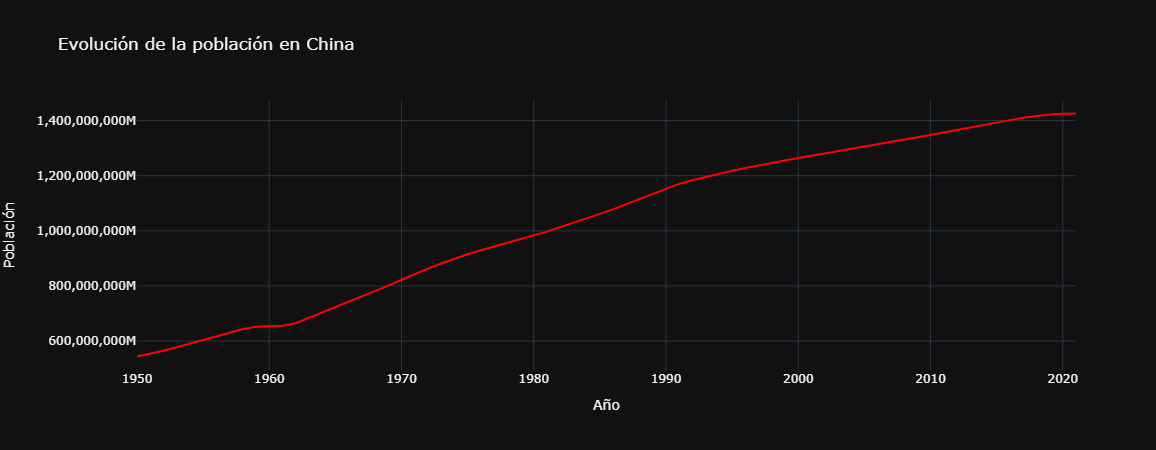 Evolución de la población en China
1,400,000,000M
1,200,000,000M
1,000,000,000M
800,000,000M
600,000,000M
Población
1950 1960 1970 1980 1990 2000 2010 2020
Año